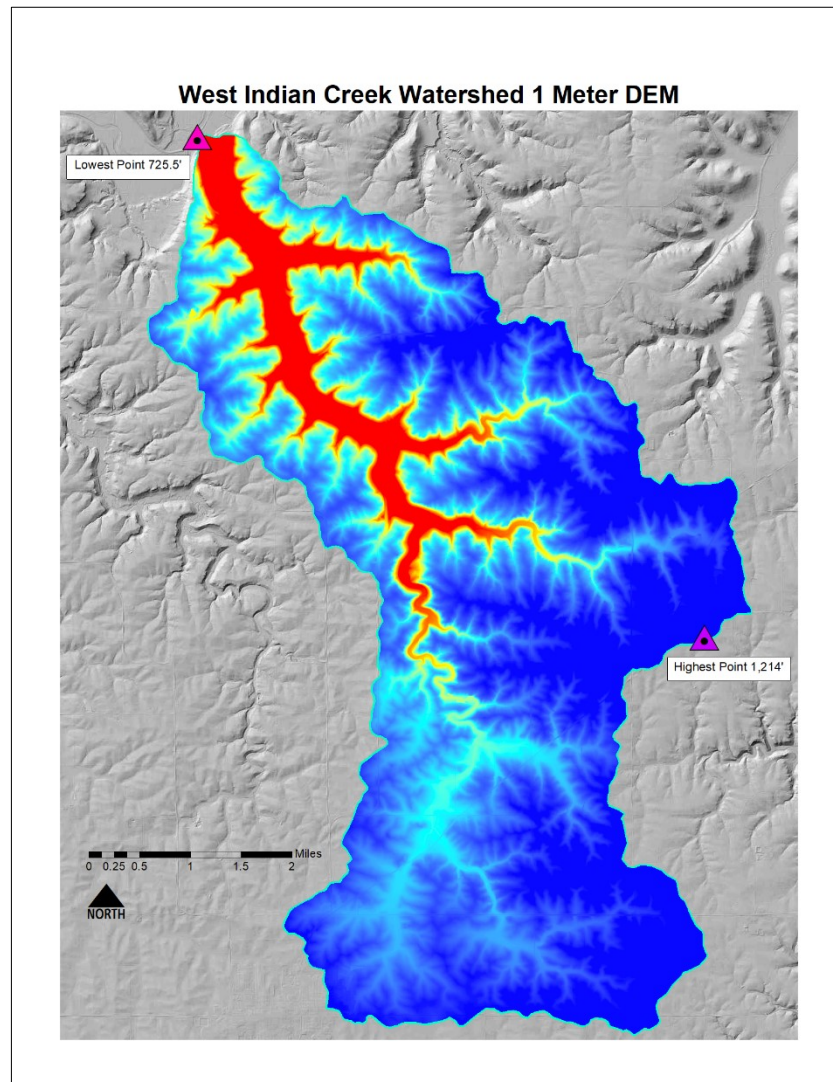 West Indian Creek Watershed 1 Meter DEM
Lowest Point 725.5'
Highest Point 1,214'
Miles
0 0.25 0.5 1 1.5 2
NORTH